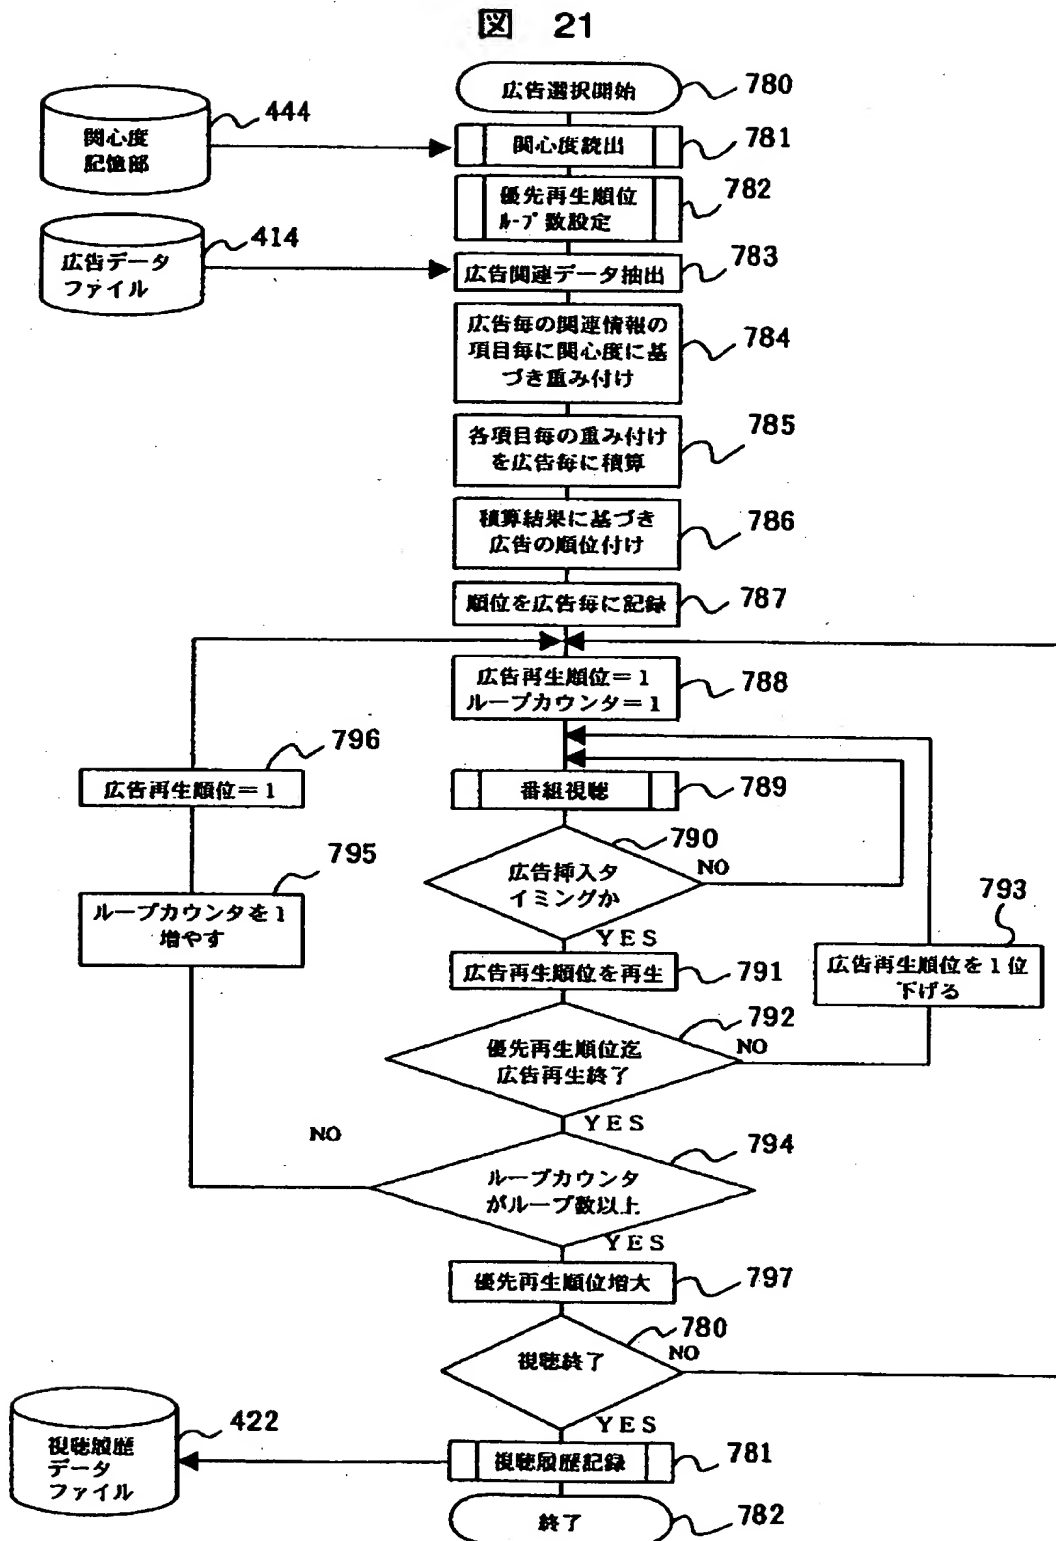 図 21
広告選択開始
780
444
関心度
記憶部
関心度読出
781
優先再生順位
ループ数設定
782
414
広告データ
ファイル
広告関連データ抽出
783
広告毎の関連情報の
項目毎に関心度に基
づき重み付け
784
各項目毎の重み付け
を広告毎に積算
785
積算結果に基づき
広告の順位付け
786
順位を広告毎に記録
787
広告再生順位=1
ループカウンタ=1
788
796
広告再生順位=1
番組視聴
789
790
広告挿入タ
イミングか
NO
YES
795
ループカウンタを1
増やす
793
広告再生順位を1位
下げる
広告再生順位を再生
791
792
優先再生順位迄
広告再生終了
NO
YES
NO
794
ループカウンタ
がループ数以上
YES
優先再生順位増大
797
780
視聴終了
NO
YES
422
視聴履歴
データ
ファイル
視聴履歴記録
781
終了
782